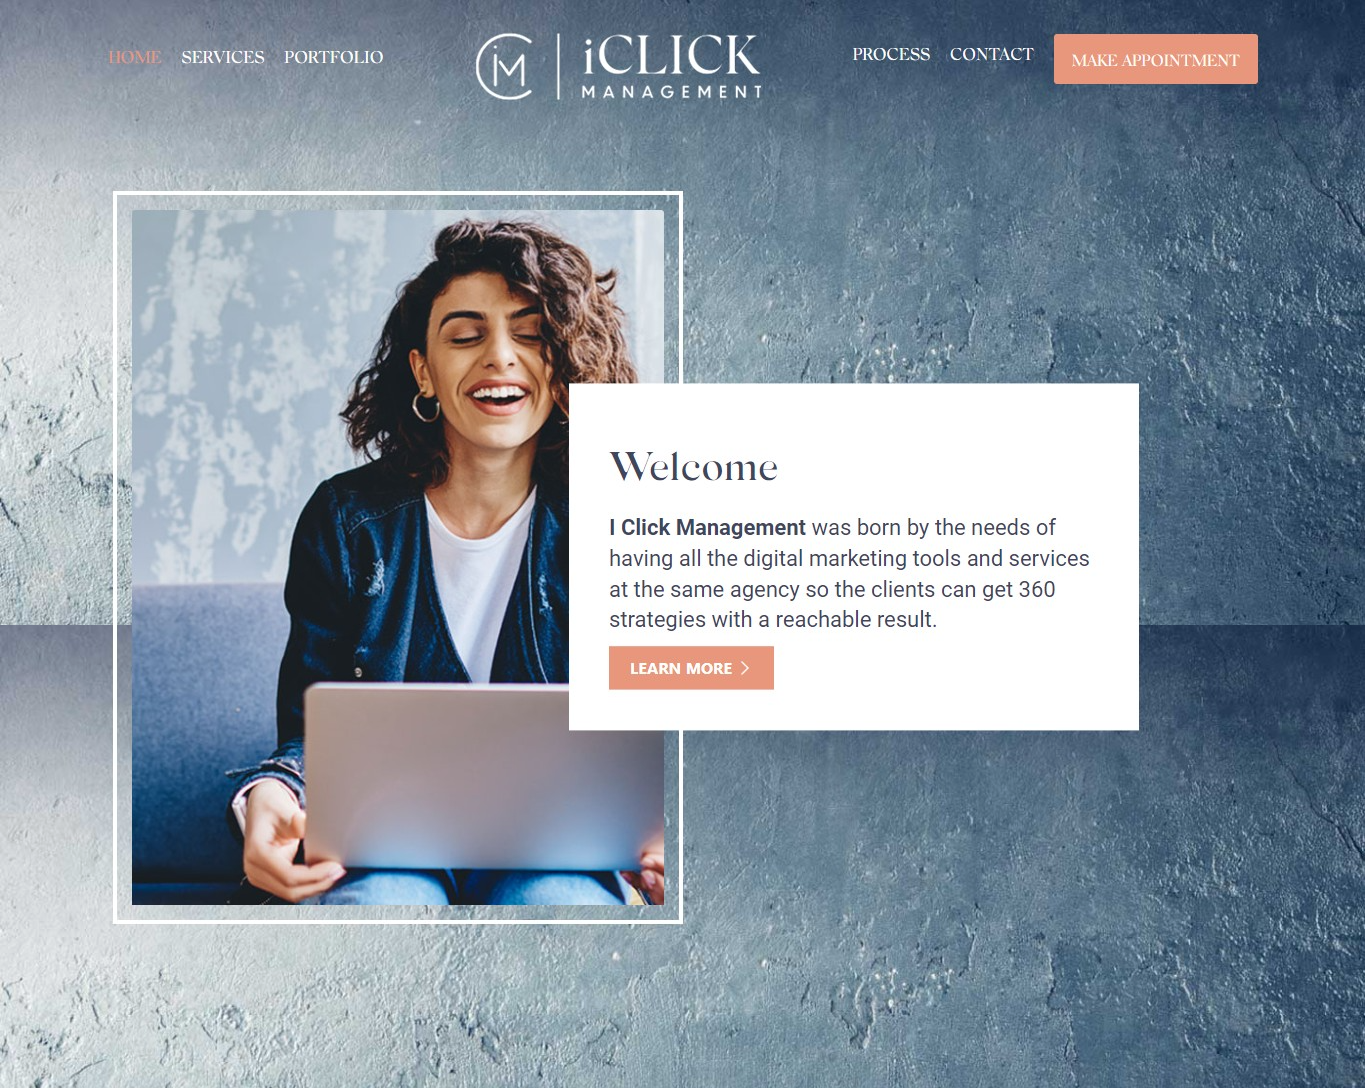 HOME SERVICES PORTFOLIO
iCM
iCLICK
MANAGEMENT
PROCESS CONTACT MAKE APPOINTMENT
Welcome
I Click Management was born by the needs of
having all the digital marketing tools and services
at the same agency so the clients can get 360
strategies with a reachable result.
LEARN MORE